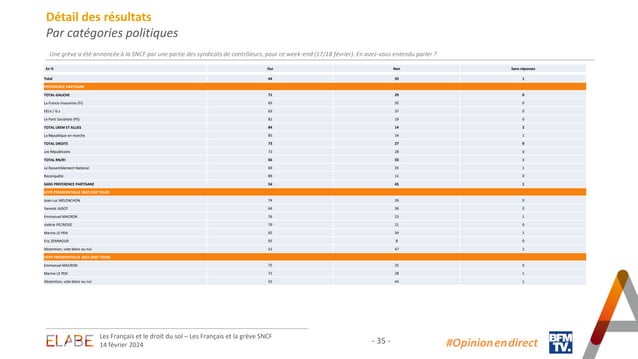 Détail des résultats
Par catégories politiques
Une grève a été annoncée à la SNCF par une partie des syndicats de contrôleurs, pour ce week-end (17/18 février). En avez-vous entendu parler ?
En % Oui Non Sans réponses
Total 64 35 1
PREFERENCE PARTISANE
TOTAL GAUCHE 71 29 0
La France Insoumise (FI) 65 35 0
EELV / G.s 63 37 0
Le Parti Socialiste (PS) 81 19 0
TOTAL LREM ET ALLIES 84 14 2
La République en marche 85 14 1
TOTAL DROITE 73 27 0
Les Républicains 72 28 0
TOTAL RN/R! 66 33 1
Le Rassemblement National 64 35 1
Reconquête 89 11 0
SANS PREFERENCE PARTISANE 54 45 1
VOTE PRESIDENTIELLE 2022 (1ER TOUR)
Jean-Luc MELENCHON 74 26 0
Yannick JADOT 64 36 0
Emmanuel MACRON 76 23 1
Valérie PECRESSE 79 21 0
Marine LE PEN 65 34 1
Eric ZEMMOUR 92 8 0
Abstention, vote blanc ou nul 51 47 2
VOTE PRESIDENTIELLE 2022 (2ND TOUR)
Emmanuel MACRON 75 25 0
Marine LE PEN 71 28 1
Abstention, vote blanc ou nul 55 44 1
ELABE
Les Français et le droit du sol – Les Français et la grève SNCF
14 février 2024
- 35 -
#Opinionendirect
BFM
TV.